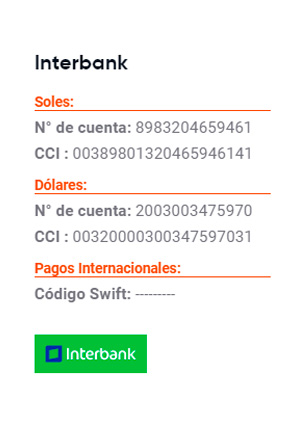 Interbank
Soles:
N° de cuenta: 8983204659461
CCI : 00389801320465946141
Dólares:
N° de cuenta: 2003003475970
CCI : 00320000300347597031
Pagos Internacionales:
Código Swift: ---------
Interbank